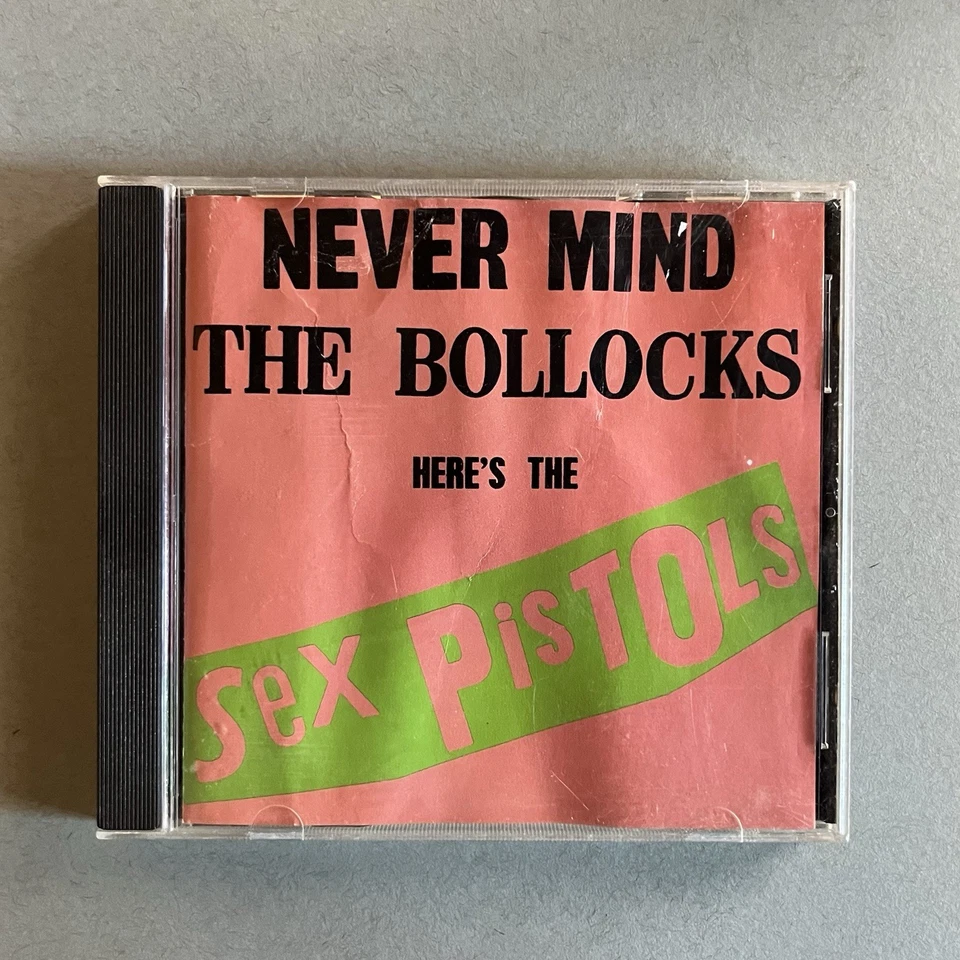 NEVER MIND
THE BOLLOCKS
HERE'S THE
Sex PisTOLS